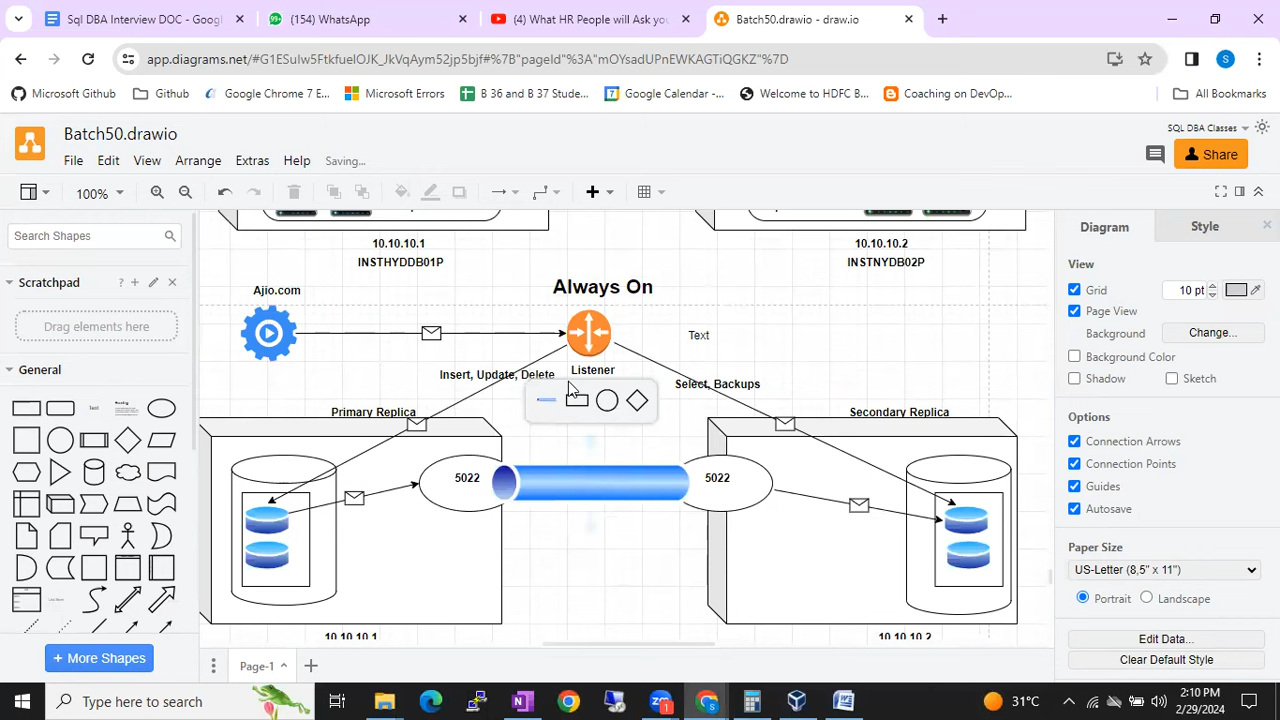 Sql DBA Interview DOC - Googl
(154) WhatsApp
(4) What HR People will Ask you
Batch50.drawio - draw.io
app.diagrams.net/#G1ESuIw5FtkfueIOJK_JkVqAym52jp5bjf#%7B"pageId"%3A"mOYsadUPnEWKAGTiQGKZ"%7D
S
Microsoft Github
Github
Google Chrome 7 E...
Microsoft Errors
B 36 and B 37 Stude...
Google Calendar -...
Welcome to HDFC B...
Coaching on DevOp...
All Bookmarks
Batch50.drawio
SQL DBA Classes
File
Edit
View
Arrange
Extras
Help
Saving...
Share
100%
Search Shapes
Scratchpad
Drag elements here
General
Text
Heading
List Item
+ More Shapes
10.10.10.1
INSTHYDDB01P
10.10.10.2
INSTNYDB02P
Always On
Ajio.com
Text
Listener
Insert, Update, Delete
Select, Backups
Primary Replica
Secondary Replica
5022
5022
10.10.10.1
10.10.10.2
Diagram
Style
View
Grid
10 pt
Page View
Background
Change...
Background Color
Shadow
Sketch
Options
Connection Arrows
Connection Points
Guides
Autosave
Paper Size
US-Letter (8,5" x 11")
Portrait
Landscape
Edit Data...
Clear Default Style
Page-1
Type here to search
1
S
31°C
2:10 PM
2/29/2024